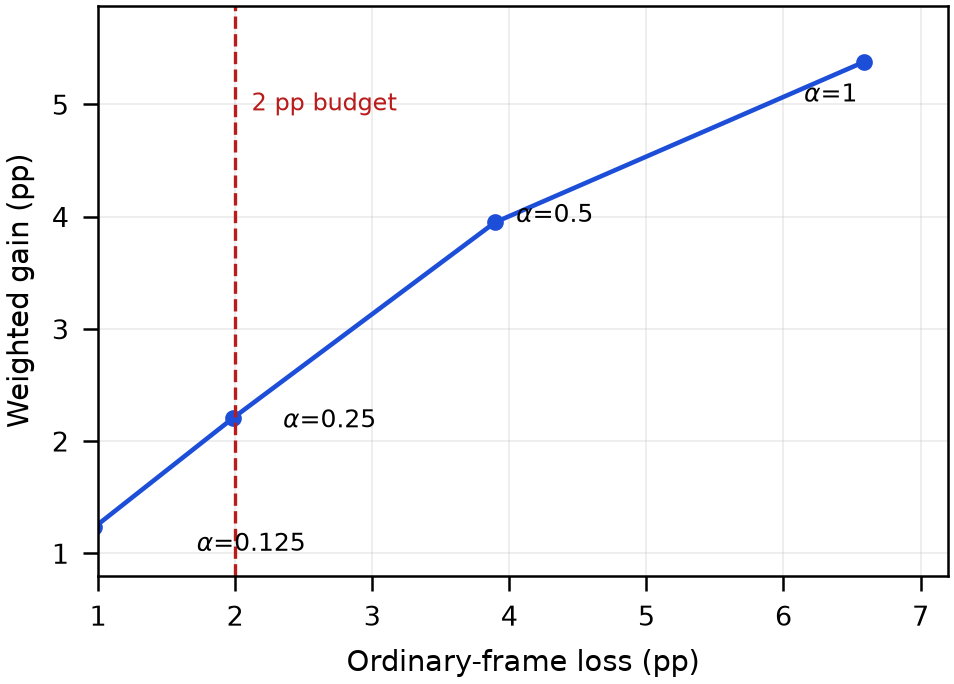 5
4
3
2
1
Weighted gain (pp)
2 pp budget
α=1
α=0.5
α=0.25
α=0.125
1 2 3 4 5 6 7
Ordinary-frame loss (pp)